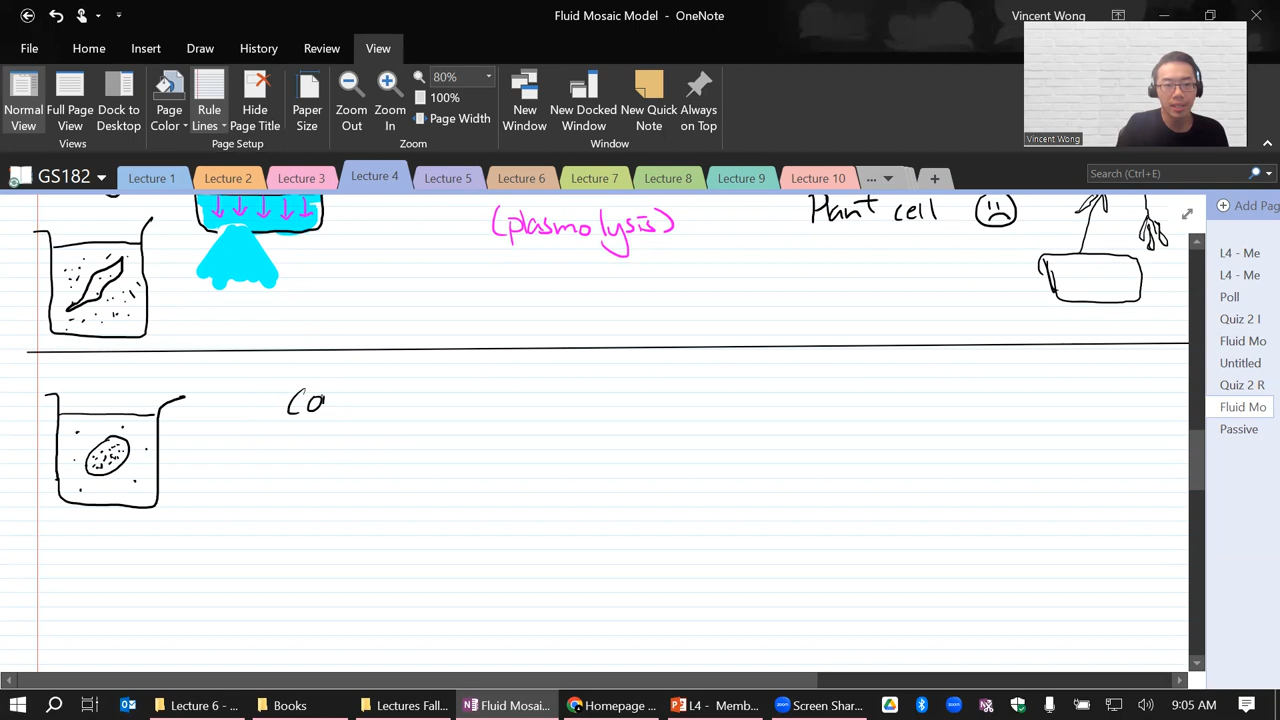 Fluid Mosaic Model - OneNote
Vincent Wong
File Home Insert Draw History Review View
Normal View
Full Page View
Dock to Desktop
Views
Page Color
Rule Lines
Hide Page Title
Paper Size
Page Setup
Zoom Out
Zoom In
88%
100%
Page Width
Zoom
New Window
New Docked Window
New Quick Note
Always on Top
Window
Vincent Wong
GS182
Lecture 1 Lecture 2 Lecture 3 Lecture 4 Lecture 5 Lecture 6 Lecture 7 Lecture 8 Lecture 9 Lecture 10 ...
Search (Ctrl+E)
Add Pag
L4 - Me
L4 - Me
Poll
Quiz 2 I
Fluid Mo
Untitled
Quiz 2 R
Fluid Mo
Passive
(plasmolysis)
Plant cell
Co
Lecture 6 - ...
Books
Lectures Fall...
Fluid Mosai...
Homepage ...
L4 - Memb...
Screen Shar...
9:05 AM